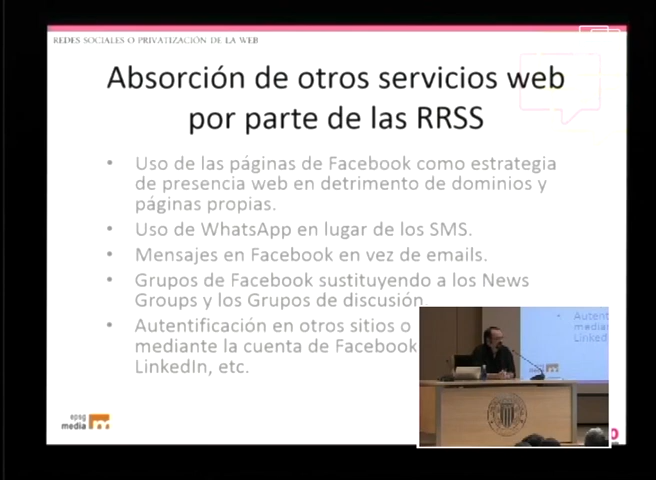 REDES SOCIALES O PRIVATIZACIÓN DE LA WEB
Absorción de otros servicios web
por parte de las RRSS
• Uso de las páginas de Facebook como estrategia
de presencia web en detrimento de dominios y
páginas propias.
• Uso de WhatsApp en lugar de los SMS.
• Mensajes en Facebook en vez de emails.
• Grupos de Facebook sustituyendo a los News
Groups y los Grupos de discusión.
• Autentificación en otros sitios o
mediante la cuenta de Facebook
LinkedIn, etc.
epsg
media
• Autent
media
Linked